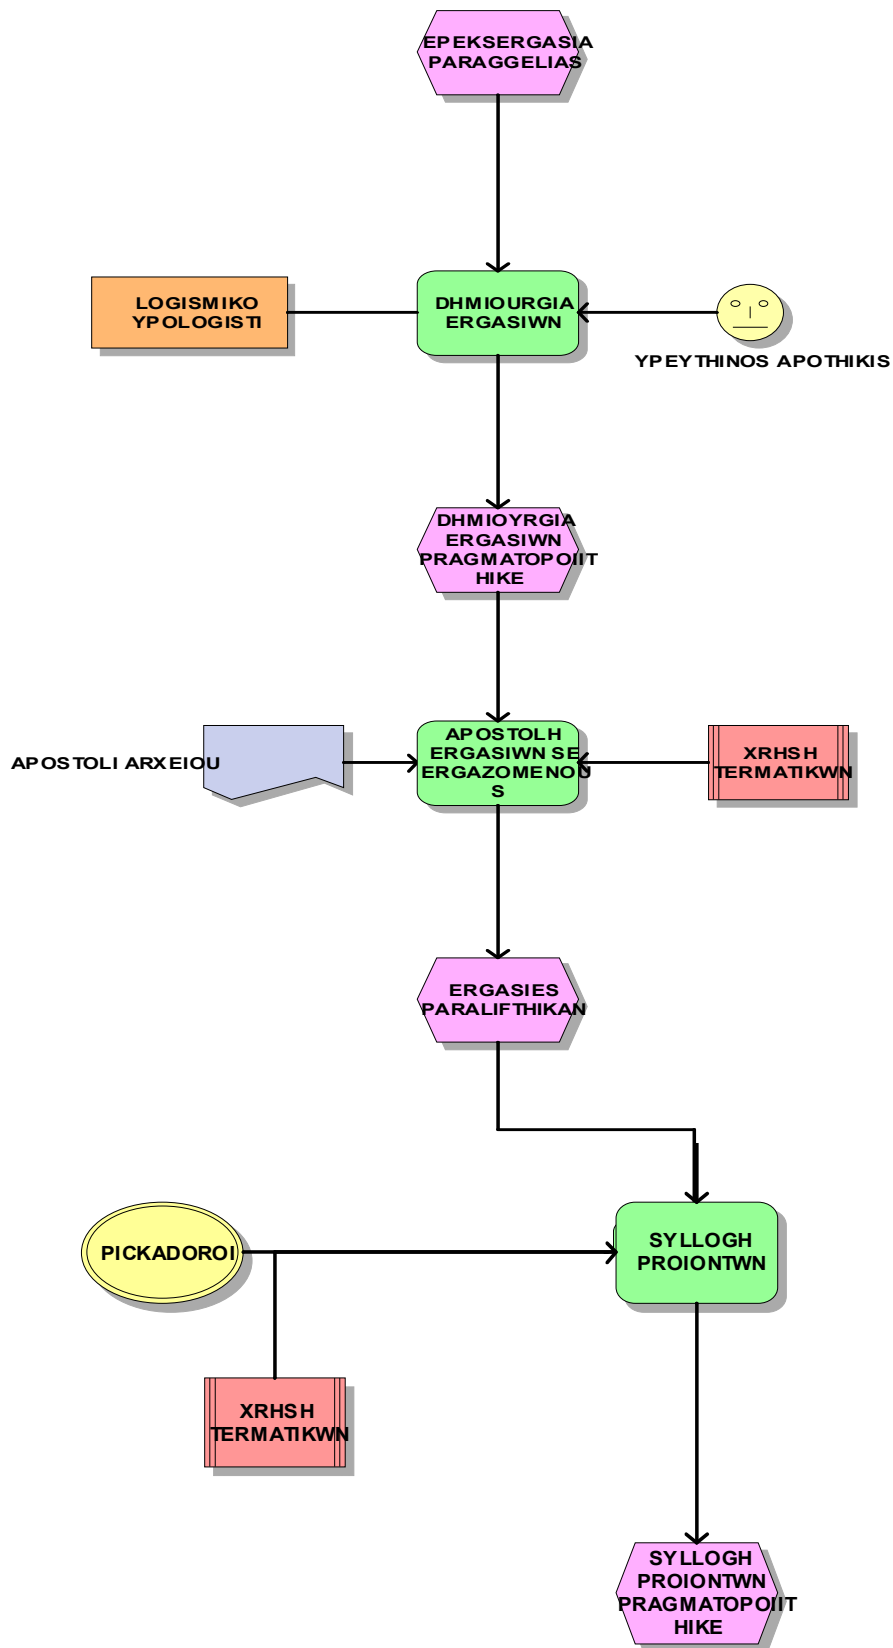 EPEKSERGASIA
PARAGGELIAS
LOGISMIKO
YPOLOGISTI
DHMIOURGIA
ERGASIWN
YPEYTHINOS APOTHIKIS
DHMIOYRGIA
ERGASIWN
PRAGMATOPOIIT
HIKE
APOSTOLI ARXEIOU
APOSTOLH
ERGASIWN SE
ERGAZOMENOU
S
XRHSH
TERMATIKWN
ERGASIES
PARALIFTHIKAN
PICKADOROI
SYLLOGH
PROIONTWN
XRHSH
TERMATIKWN
SYLLOGH
PROIONTWN
PRAGMATOPOIIT
HIKE